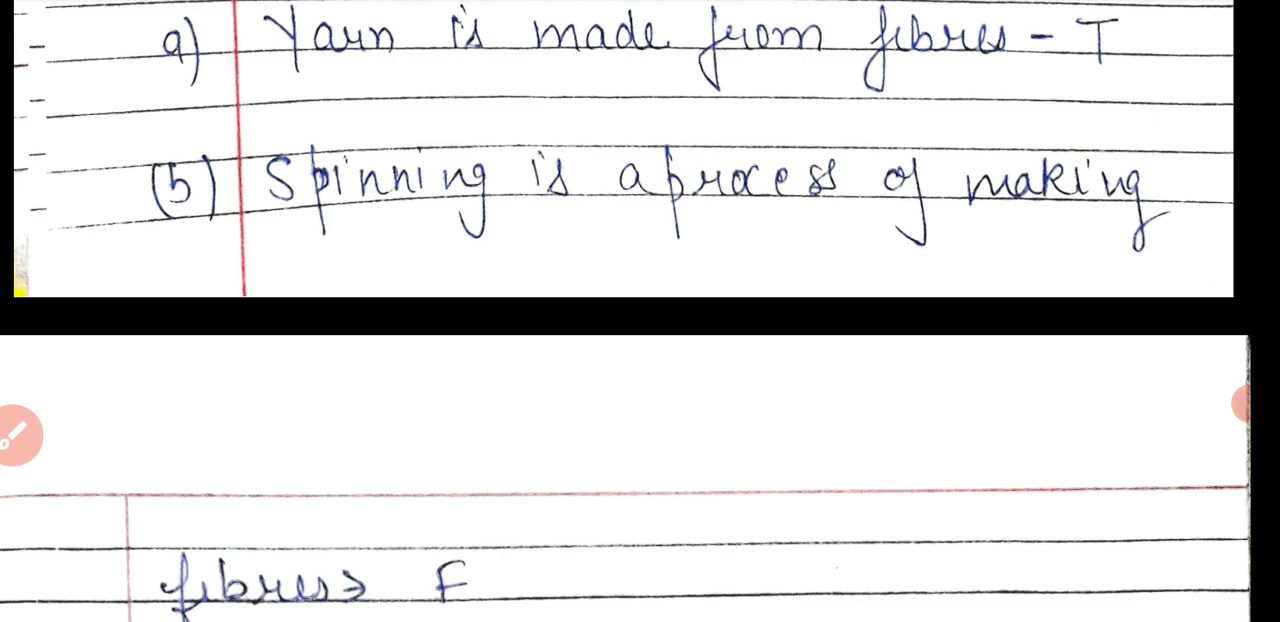 a) Yarn is made from fibres - T
(b) Spinning is a process of making
fibres > F